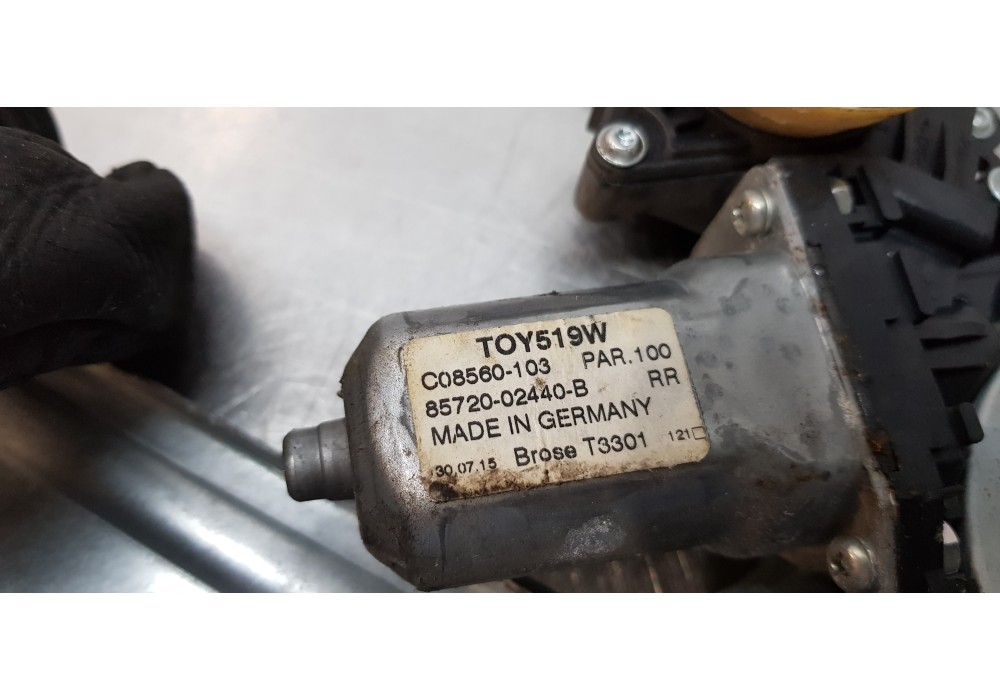 TOY519W
C08560-103 PAR.100
85720-02440-B RR
MADE IN GERMANY
30.07.15 Brose T3301 121